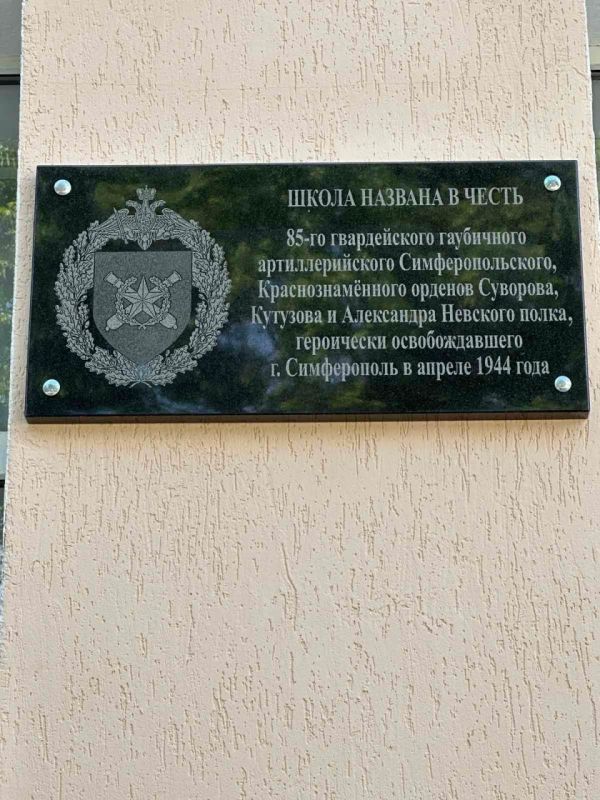 ШКОЛА НАЗВАНА В ЧЕСТЬ
85-го гвардейского гаубичного
артиллерийского Симферопольского,
Краснознамённого орденов Суворова,
Кутузова и Александра Невского полка,
героически освобождавшего
г. Симферополь в апреле 1944 года